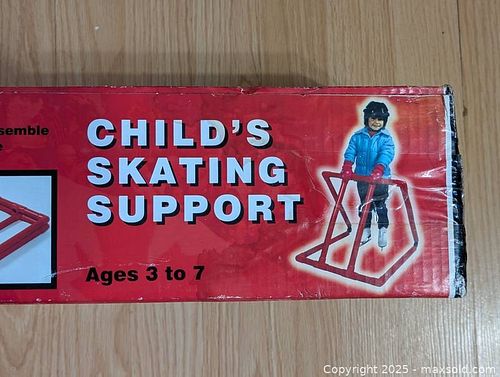 semble
e
CHILD'S
SKATING
SUPPORT
Ages 3 to 7
Copyright © 2025 - maxsold.com